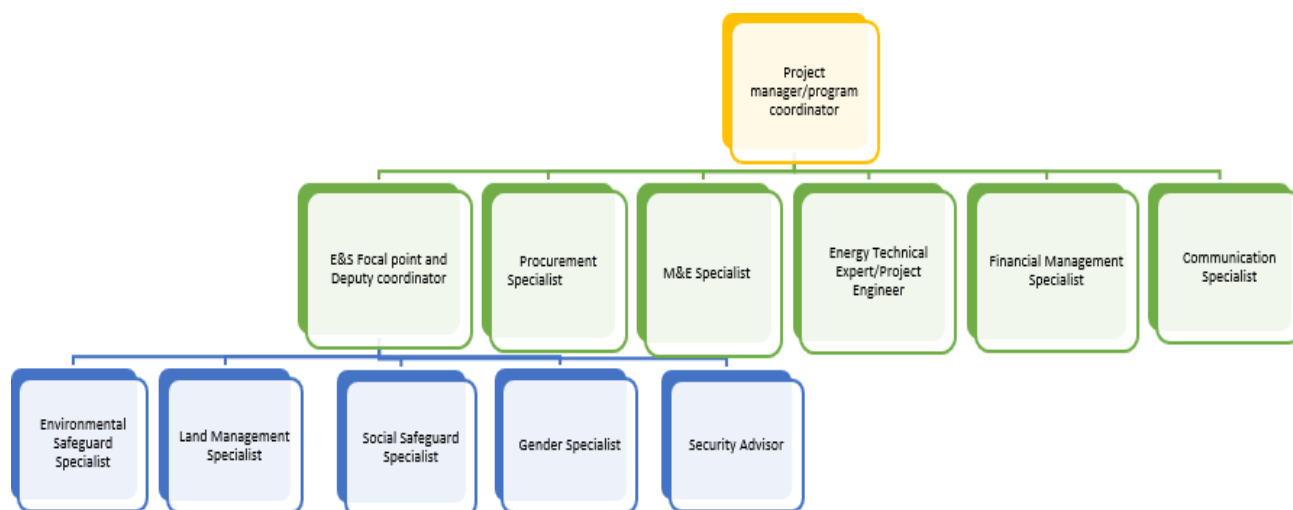 Project
manager/program
coordinator
E&S Focal point and
Deputy coordinator
Procurement
Specialist
M&E Specialist
Energy Technical
Expert/Project
Engineer
Financial Management
Specialist
Communication
Specialist
Environmental
Safeguard
Specialist
Land Management
Specialist
Social Safeguard
Specialist
Gender Specialist
Security Advisor